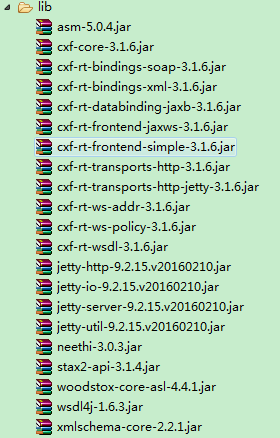 lib
asm-5.0.4.jar
cxf-core-3.1.6.jar
cxf-rt-bindings-soap-3.1.6.jar
cxf-rt-bindings-xml-3.1.6.jar
cxf-rt-databinding-jaxb-3.1.6.jar
cxf-rt-frontend-jaxws-3.1.6.jar
cxf-rt-frontend-simple-3.1.6.jar
cxf-rt-transports-http-3.1.6.jar
cxf-rt-transports-http-jetty-3.1.6.jar
cxf-rt-ws-addr-3.1.6.jar
cxf-rt-ws-policy-3.1.6.jar
cxf-rt-wsdl-3.1.6.jar
jetty-http-9.2.15.v20160210.jar
jetty-io-9.2.15.v20160210.jar
jetty-server-9.2.15.v20160210.jar
jetty-util-9.2.15.v20160210.jar
neethi-3.0.3.jar
stax2-api-3.1.4.jar
woodstox-core-asl-4.4.1.jar
wsdl4j-1.6.3.jar
xmlschema-core-2.2.1.jar